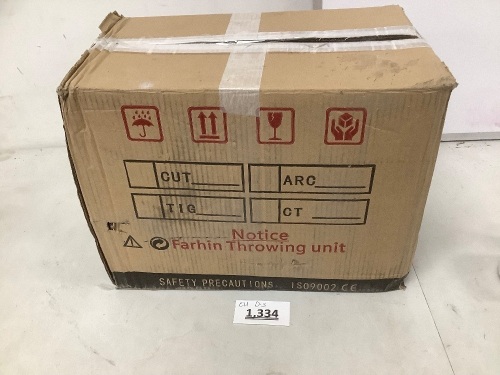 CUT
ARC
TIG
CT
Notice
Farhin Throwing unit
SAFETY PRECAUTIONS ISO9002 CE
1,334